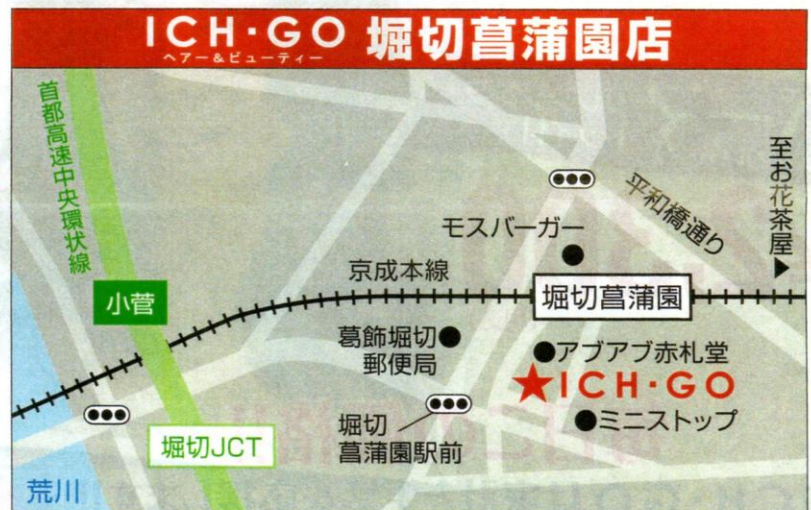 ICH・GO 堀切菖蒲園店
ヘアー&ビューティー
首都高速中央環状線
至お花茶屋▶
平和橋通り
モスバーガー
京成本線
小菅
堀切菖蒲園
葛飾堀切
郵便局
アブアブ赤札堂
ICH・GO
ミニストップ
堀切
菖蒲園駅前
堀切JCT
荒川